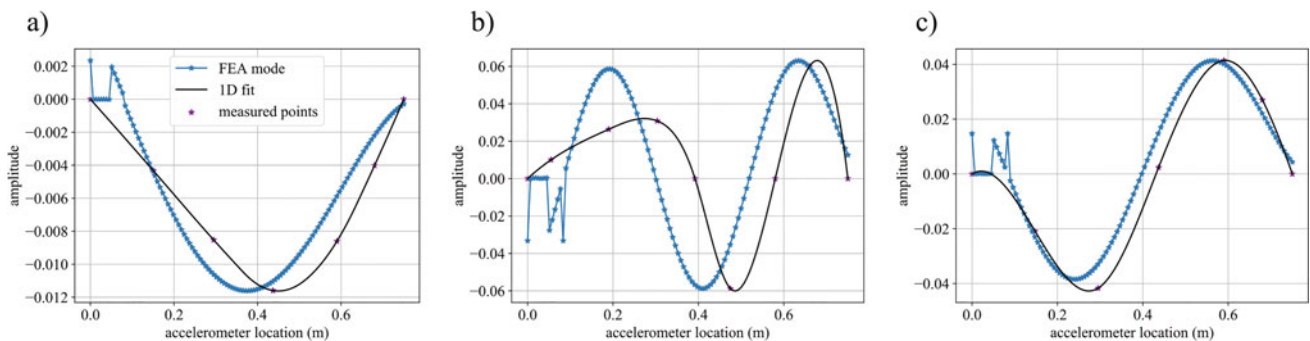 a)
0.002
0.000
−0.002
−0.004
−0.006
−0.008
−0.010
−0.012
amplitude
FEA mode
1D fit
measured points
0.0 0.2 0.4 0.6
accelerometer location (m)
b)
0.06
0.04
0.02
0.00
−0.02
−0.04
−0.06
amplitude
0.0 0.2 0.4 0.6
accelerometer location (m)
c)
0.04
0.02
0.00
−0.02
−0.04
amplitude
0.0 0.2 0.4 0.6
accelerometer location (m)